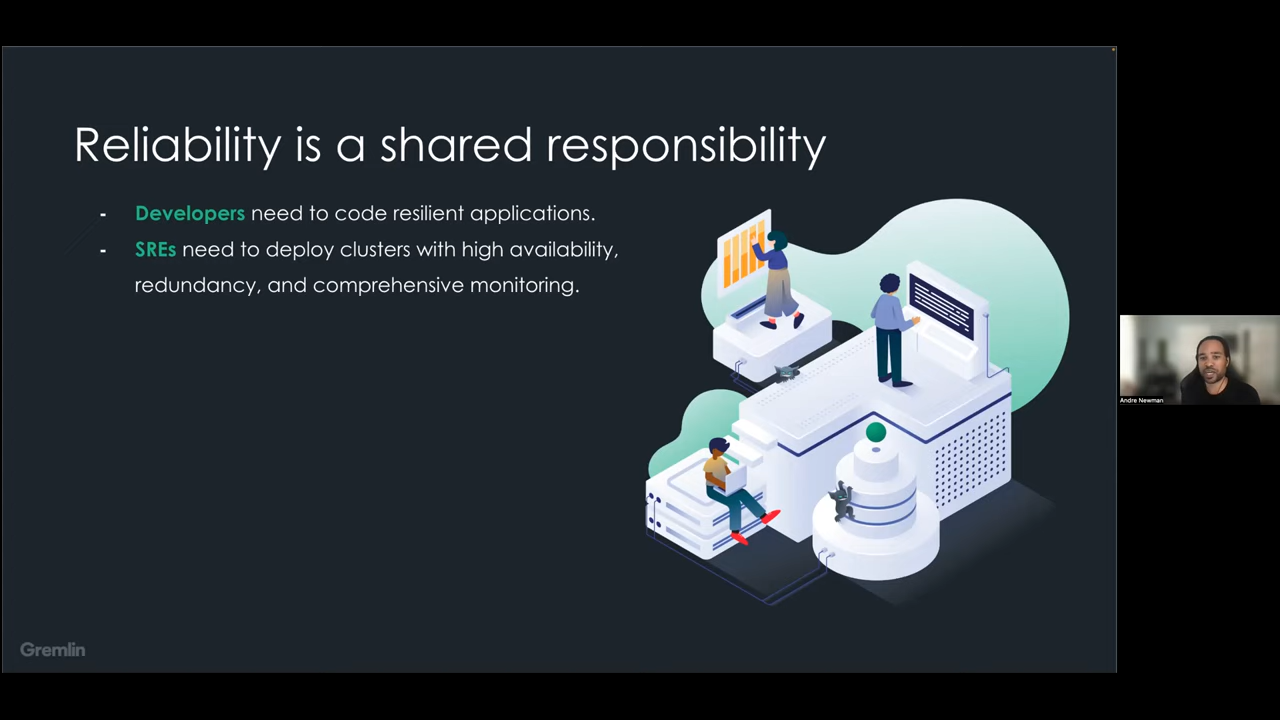 Reliability is a shared responsibility
- Developers need to code resilient applications.
- SREs need to deploy clusters with high availability,
redundancy, and comprehensive monitoring.
Gremlin
Andre Newman